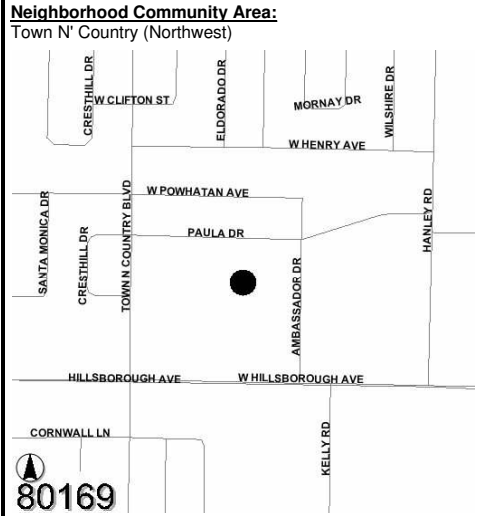 Neighborhood Community Area:
Town N' Country (Northwest)
CRESTHILL DR
W CLIFTON ST
ELDORADO DR
MORNAY DR
WILSHIRE DR
W HENRY AVE
SANTA MONICA DR
CRESTHILL DR
TOWN N COUNTRY BLVD
W POWHATAN AVE
PAULA DR
AMBASSADOR DR
HANLEY RD
HILLSBOROUGH AVE
W HILLSBOROUGH AVE
CORNWALL LN
KELLY RD
80169